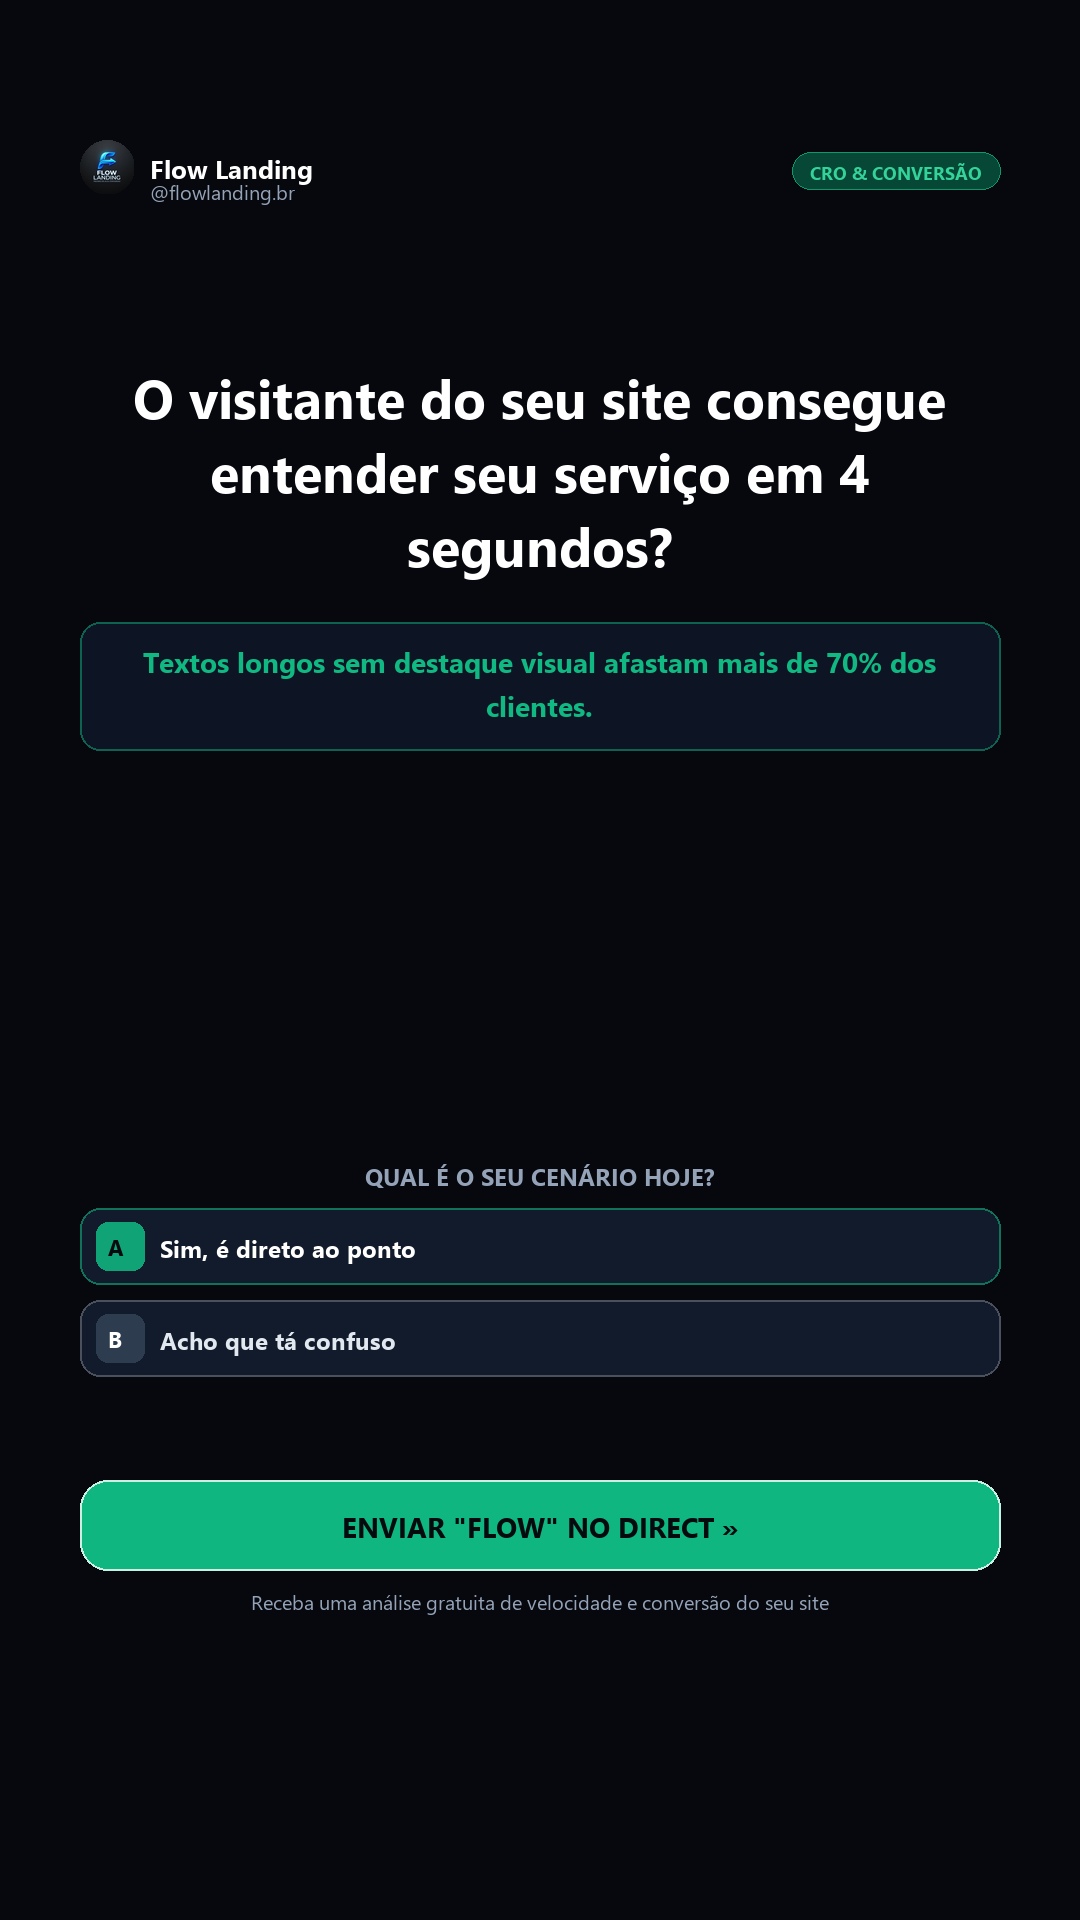 FLOW
LANDING
Flow Landing
@flowlanding.br
CRO & CONVERSÃO
O visitante do seu site consegue
entender seu serviço em 4
segundos?
Textos longos sem destaque visual afastam mais de 70% dos
clientes.
QUAL É O SEU CENÁRIO HOJE?
A Sim, é direto ao ponto
B Acho que tá confuso
ENVIAR "FLOW" NO DIRECT »
Receba uma análise gratuita de velocidade e conversão do seu site